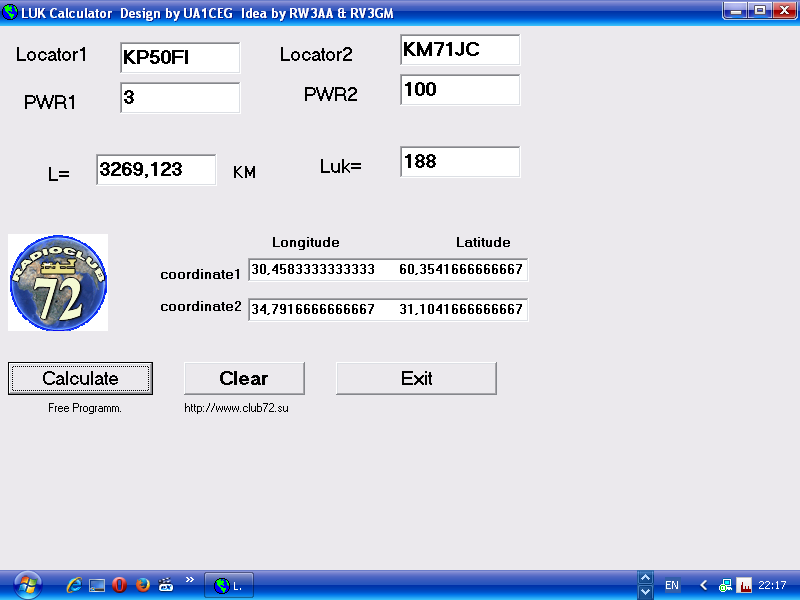 LUK Calculator  Design by UA1CEG  Idea by RW3AA & RV3GM
Locator1 KP50FI Locator2 KM71JC
PWR1 3 PWR2 100
L= 3269,123 KM Luk= 188
Longitude Latitude
coordinate1 30,4583333333333 60,3541666666667
coordinate2 34,7916666666667 31,1041666666667
RADIOCLUB
72
Calculate Clear Exit
Free Programm. http://www.club72.su
L. EN 22:17